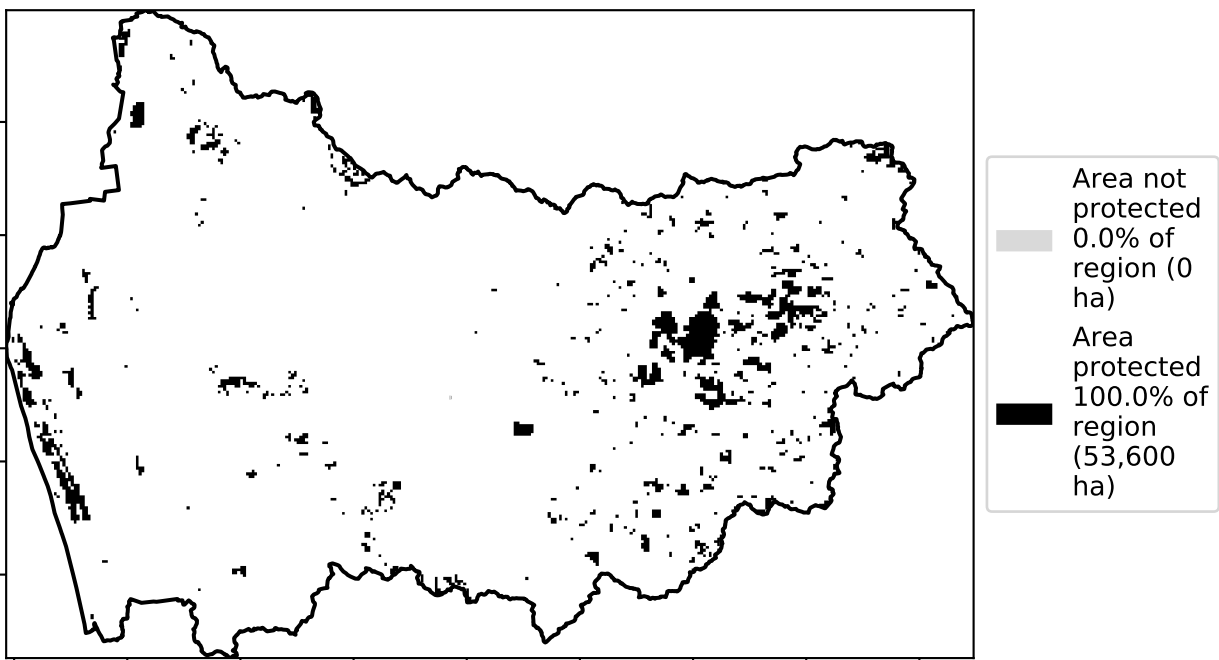 Area not
protected
0.0% of
region (0
ha)
Area
protected
100.0% of
region
(53,600
ha)